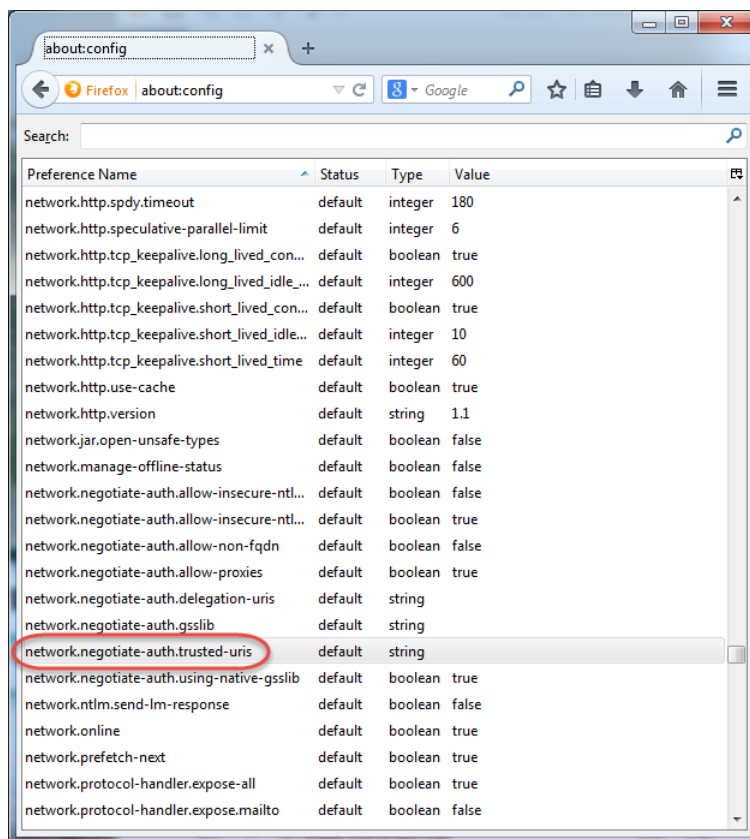 about:config
Firefox about:config Google
Search:
Preference Name Status Type Value
network.http.spdy.timeout default integer 180
network.http.speculative-parallel-limit default integer 6
network.http.tcp_keepalive.long_lived_con... default boolean true
network.http.tcp_keepalive.long_lived_idle_... default integer 600
network.http.tcp_keepalive.short_lived_con... default boolean true
network.http.tcp_keepalive.short_lived_idle... default integer 10
network.http.tcp_keepalive.short_lived_time default integer 60
network.http.use-cache default boolean true
network.http.version default string 1.1
network.jar.open-unsafe-types default boolean false
network.manage-offline-status default boolean false
network.negotiate-auth.allow-insecure-ntl... default boolean false
network.negotiate-auth.allow-insecure-ntl... default boolean true
network.negotiate-auth.allow-non-fqdn default boolean false
network.negotiate-auth.allow-proxies default boolean true
network.negotiate-auth.delegation-uris default string
network.negotiate-auth.gsslib default string
network.negotiate-auth.trusted-uris default string
network.negotiate-auth.using-native-gsslib default boolean true
network.ntlm.send-lm-response default boolean false
network.online default boolean true
network.prefetch-next default boolean true
network.protocol-handler.expose-all default boolean true
network.protocol-handler.expose.mailto default boolean false